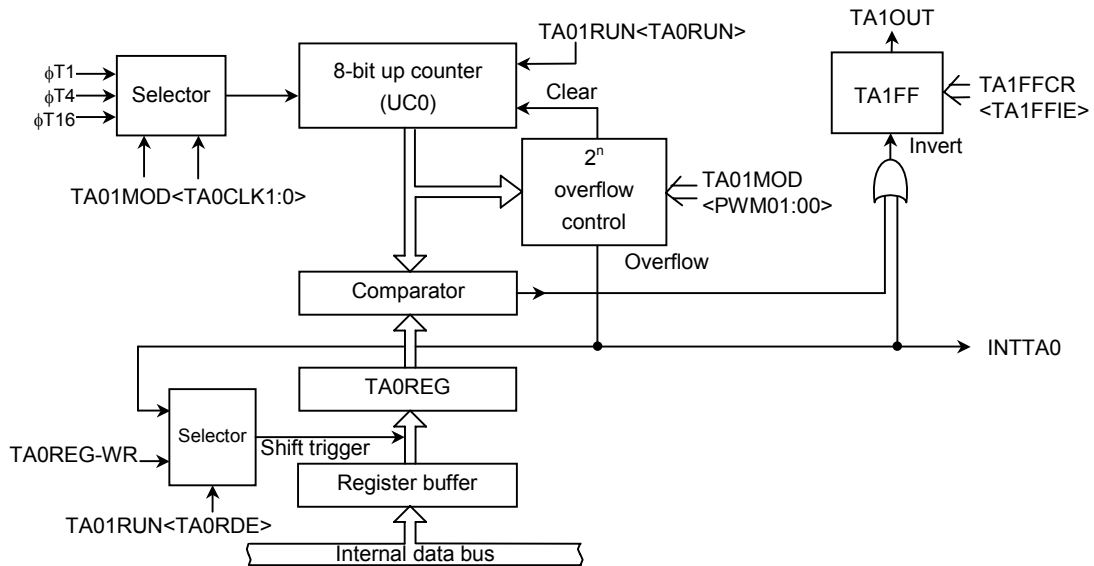 TA1OUT
TA01RUN<TA0RUN>
ϕT1
ϕT4
ϕT16
Selector
8-bit up counter
(UC0)
Clear
TA1FF
TA1FFCR
<TA1FFIE>
Invert
TA01MOD<TA0CLK1:0>
2ⁿ
overflow
control
TA01MOD
<PWM01:00>
Overflow
Comparator
INTTA0
TA0REG
Selector
Shift trigger
TA0REG-WR
Register buffer
TA01RUN<TA0RDE>
Internal data bus